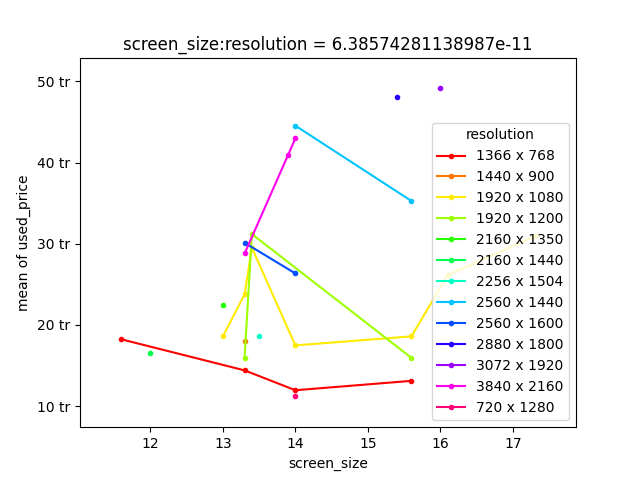 screen_size:resolution = 6.38574281138987e-11
50 tr
40 tr
30 tr
20 tr
10 tr
mean of used_price
12
13
14
15
16
17
screen_size
resolution
1366 x 768
1440 x 900
1920 x 1080
1920 x 1200
2160 x 1350
2160 x 1440
2256 x 1504
2560 x 1440
2560 x 1600
2880 x 1800
3072 x 1920
3840 x 2160
720 x 1280